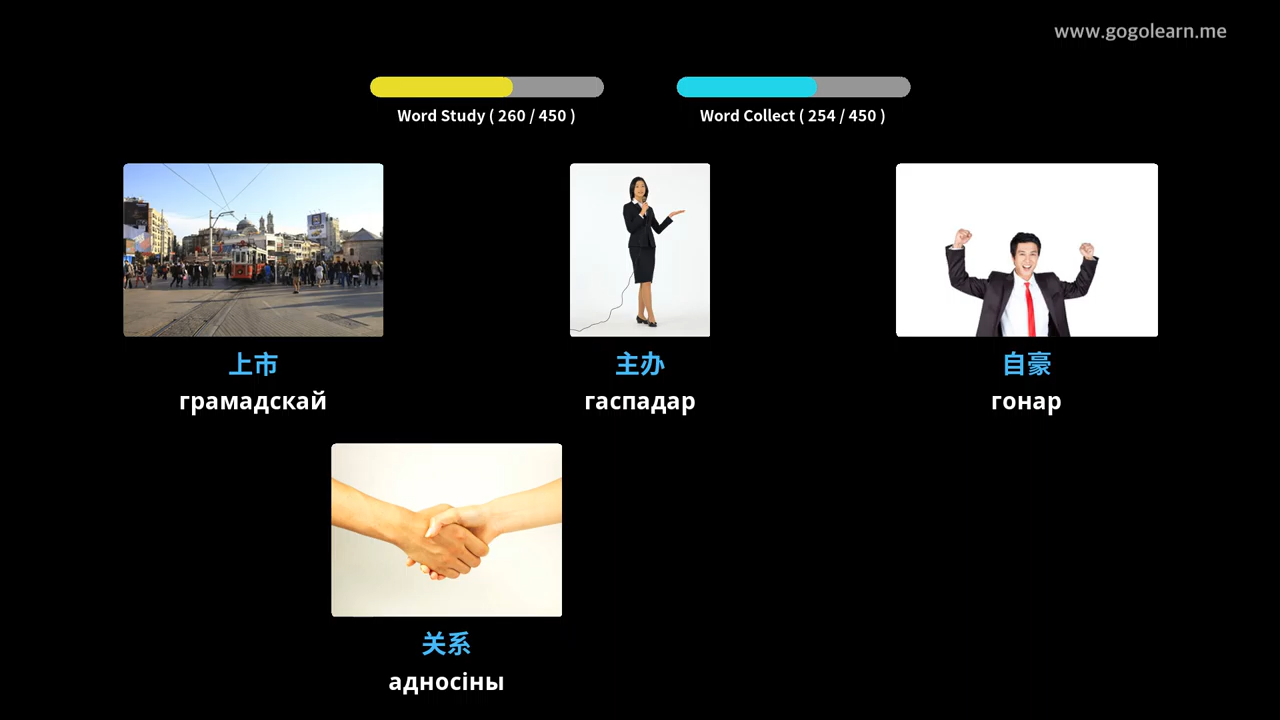 www.gogolearn.me
Word Study ( 260 / 450 )
Word Collect ( 254 / 450 )
上市
грамадскай
主办
гаспадар
自豪
гонар
关系
адносіны